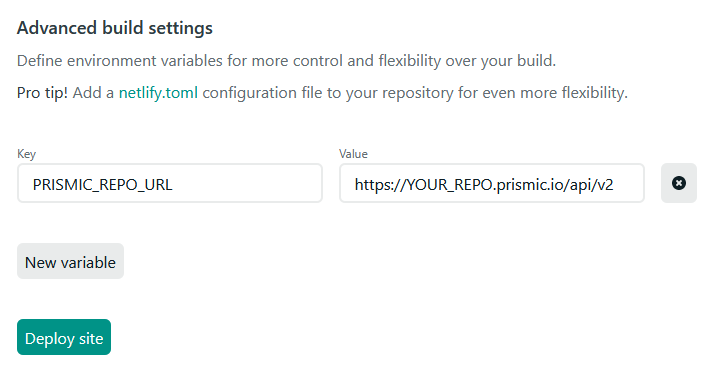 Advanced build settings
Define environment variables for more control and flexibility over your build.
Pro tip! Add a netlify.toml configuration file to your repository for even more flexibility.
Key
Value
PRISMIC_REPO_URL
https://YOUR_REPO.prismic.io/api/v2
New variable
Deploy site